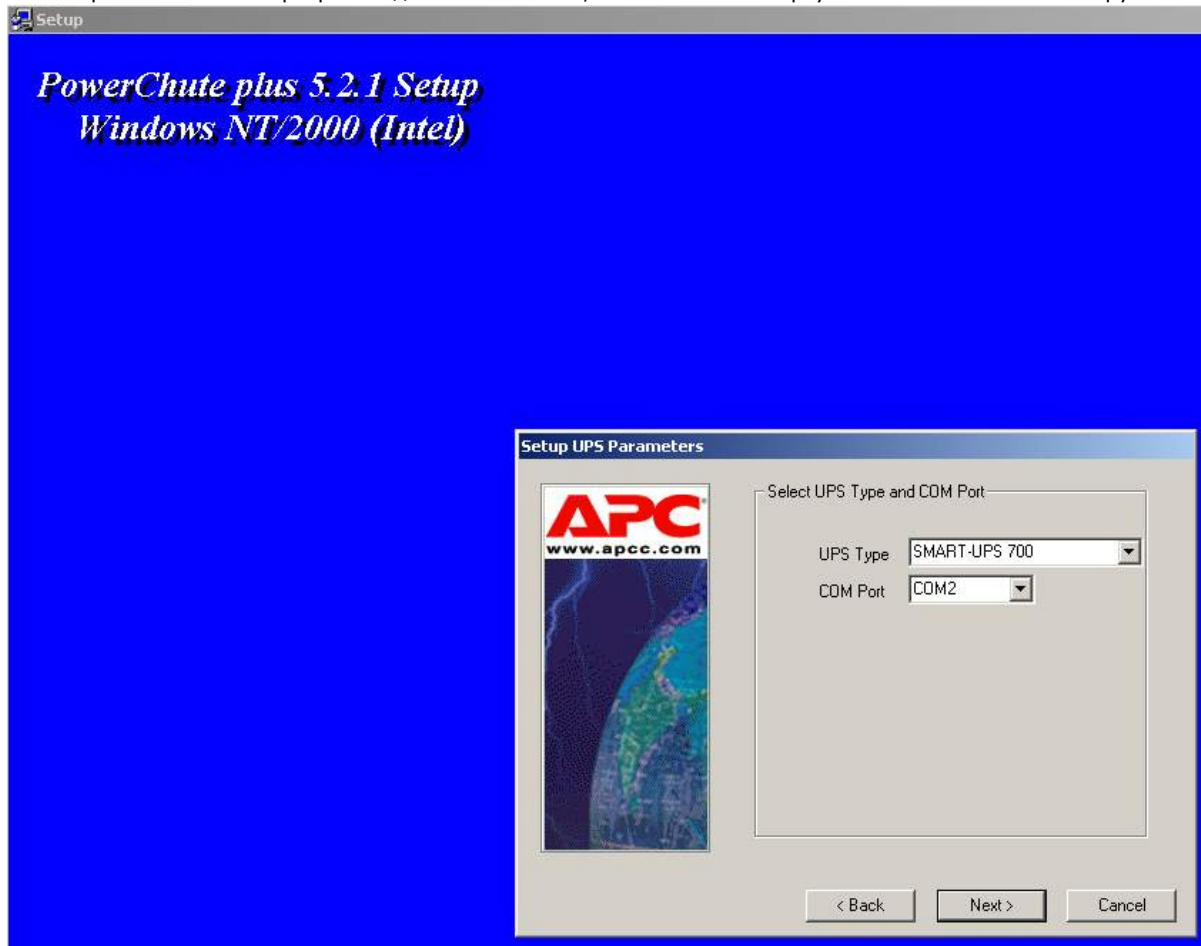 Setup
PowerChute plus 5.2.1 Setup
Windows NT/2000 (Intel)
Setup UPS Parameters
APC
www.apcc.com
Select UPS Type and COM Port
UPS Type SMART-UPS 700
COM Port COM2
< Back Next > Cancel